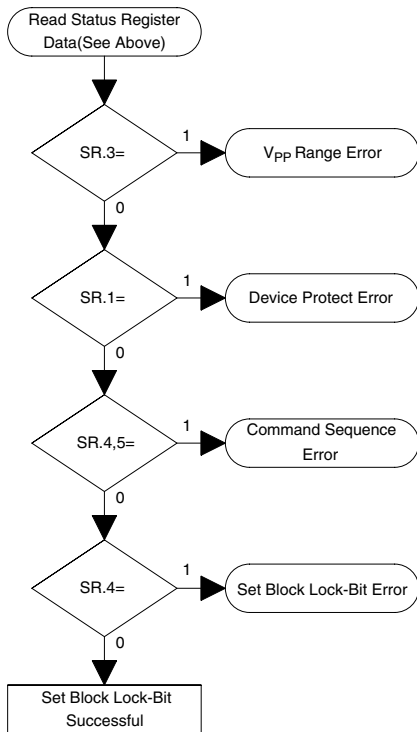 Read Status Register
Data(See Above)
SR.3=
1
VPP Range Error
0
SR.1=
1
Device Protect Error
0
SR.4,5=
1
Command Sequence
Error
0
SR.4=
1
Set Block Lock-Bit Error
0
Set Block Lock-Bit
Successful